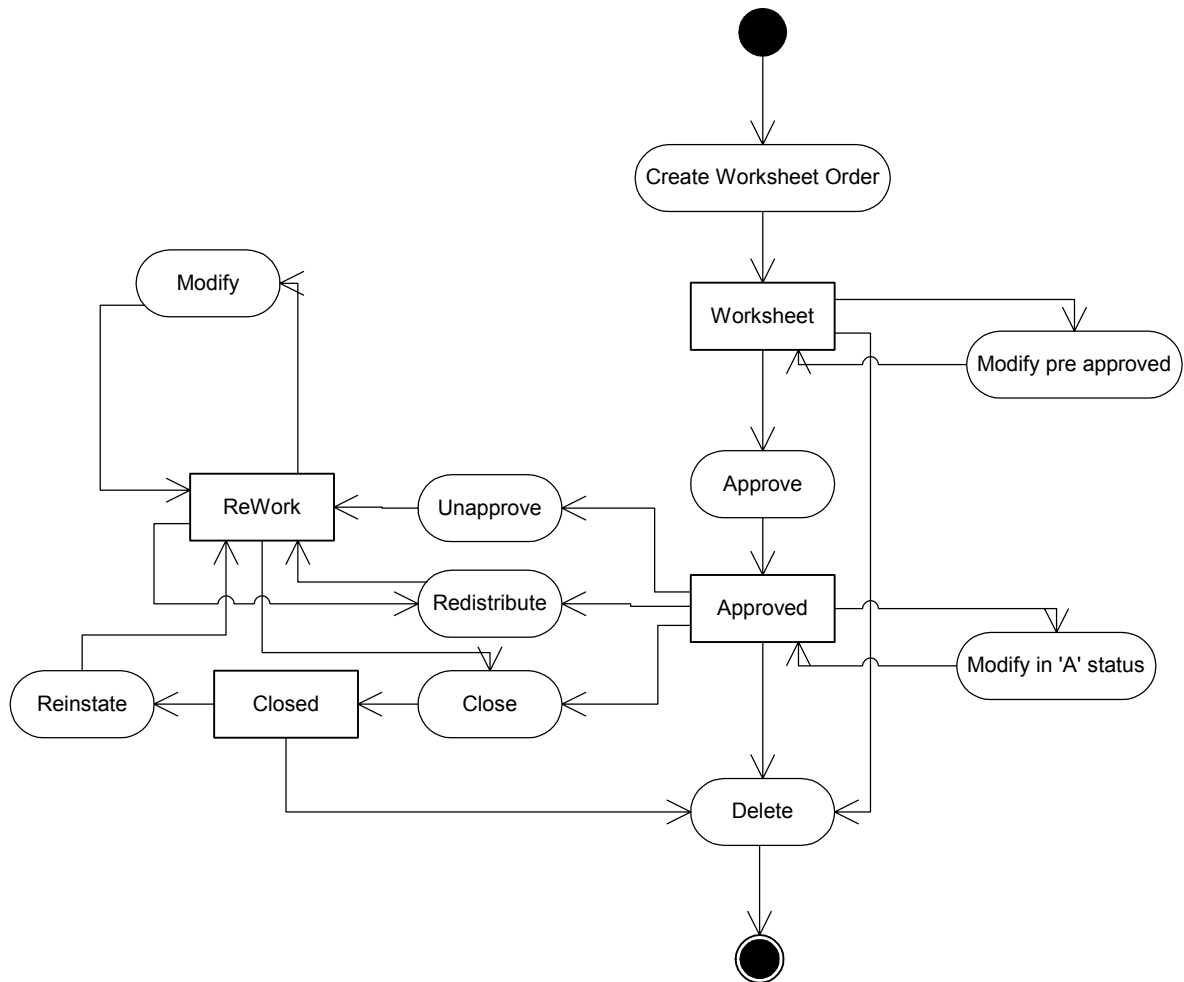 Create Worksheet Order
Modify
Worksheet
Modify pre approved
Approve
ReWork
Unapprove
Redistribute
Approved
Modify in 'A' status
Reinstate
Closed
Close
Delete